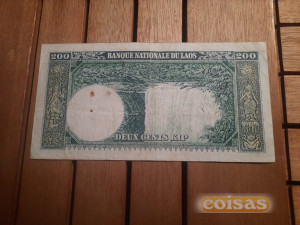 200 BANQUE NATIONALE DU LAOS 200
DEUX CENTS KIP
coisas